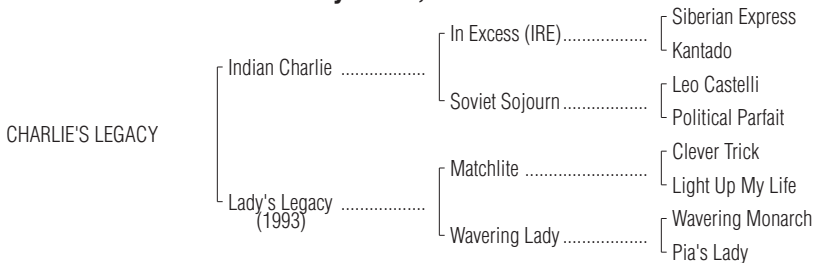 Siberian Express
In Excess (IRE)..................
Kantado
Indian Charlie ..................
Leo Castelli
Soviet Sojourn..................
Political Parfait
CHARLIE'S LEGACY
Clever Trick
Matchlite ..........................
Light Up My Life
Lady's Legacy ..................
(1993)
Wavering Monarch
Wavering Lady..................
Pia's Lady